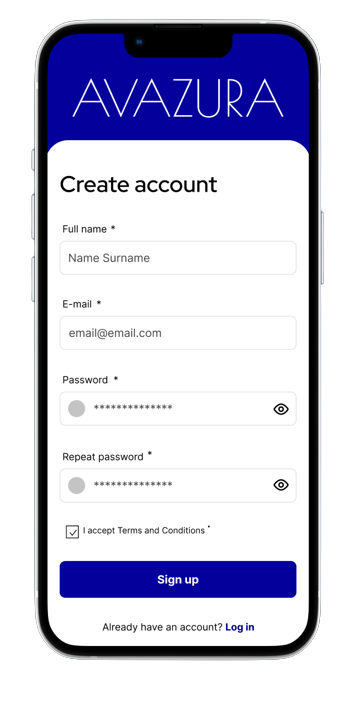 AVAZURA
Create account
Full name *
Name Surname
E-mail *
email@email.com
Password *
**************
Repeat password *
**************
I accept Terms and Conditions *
Sign up
Already have an account? Log in